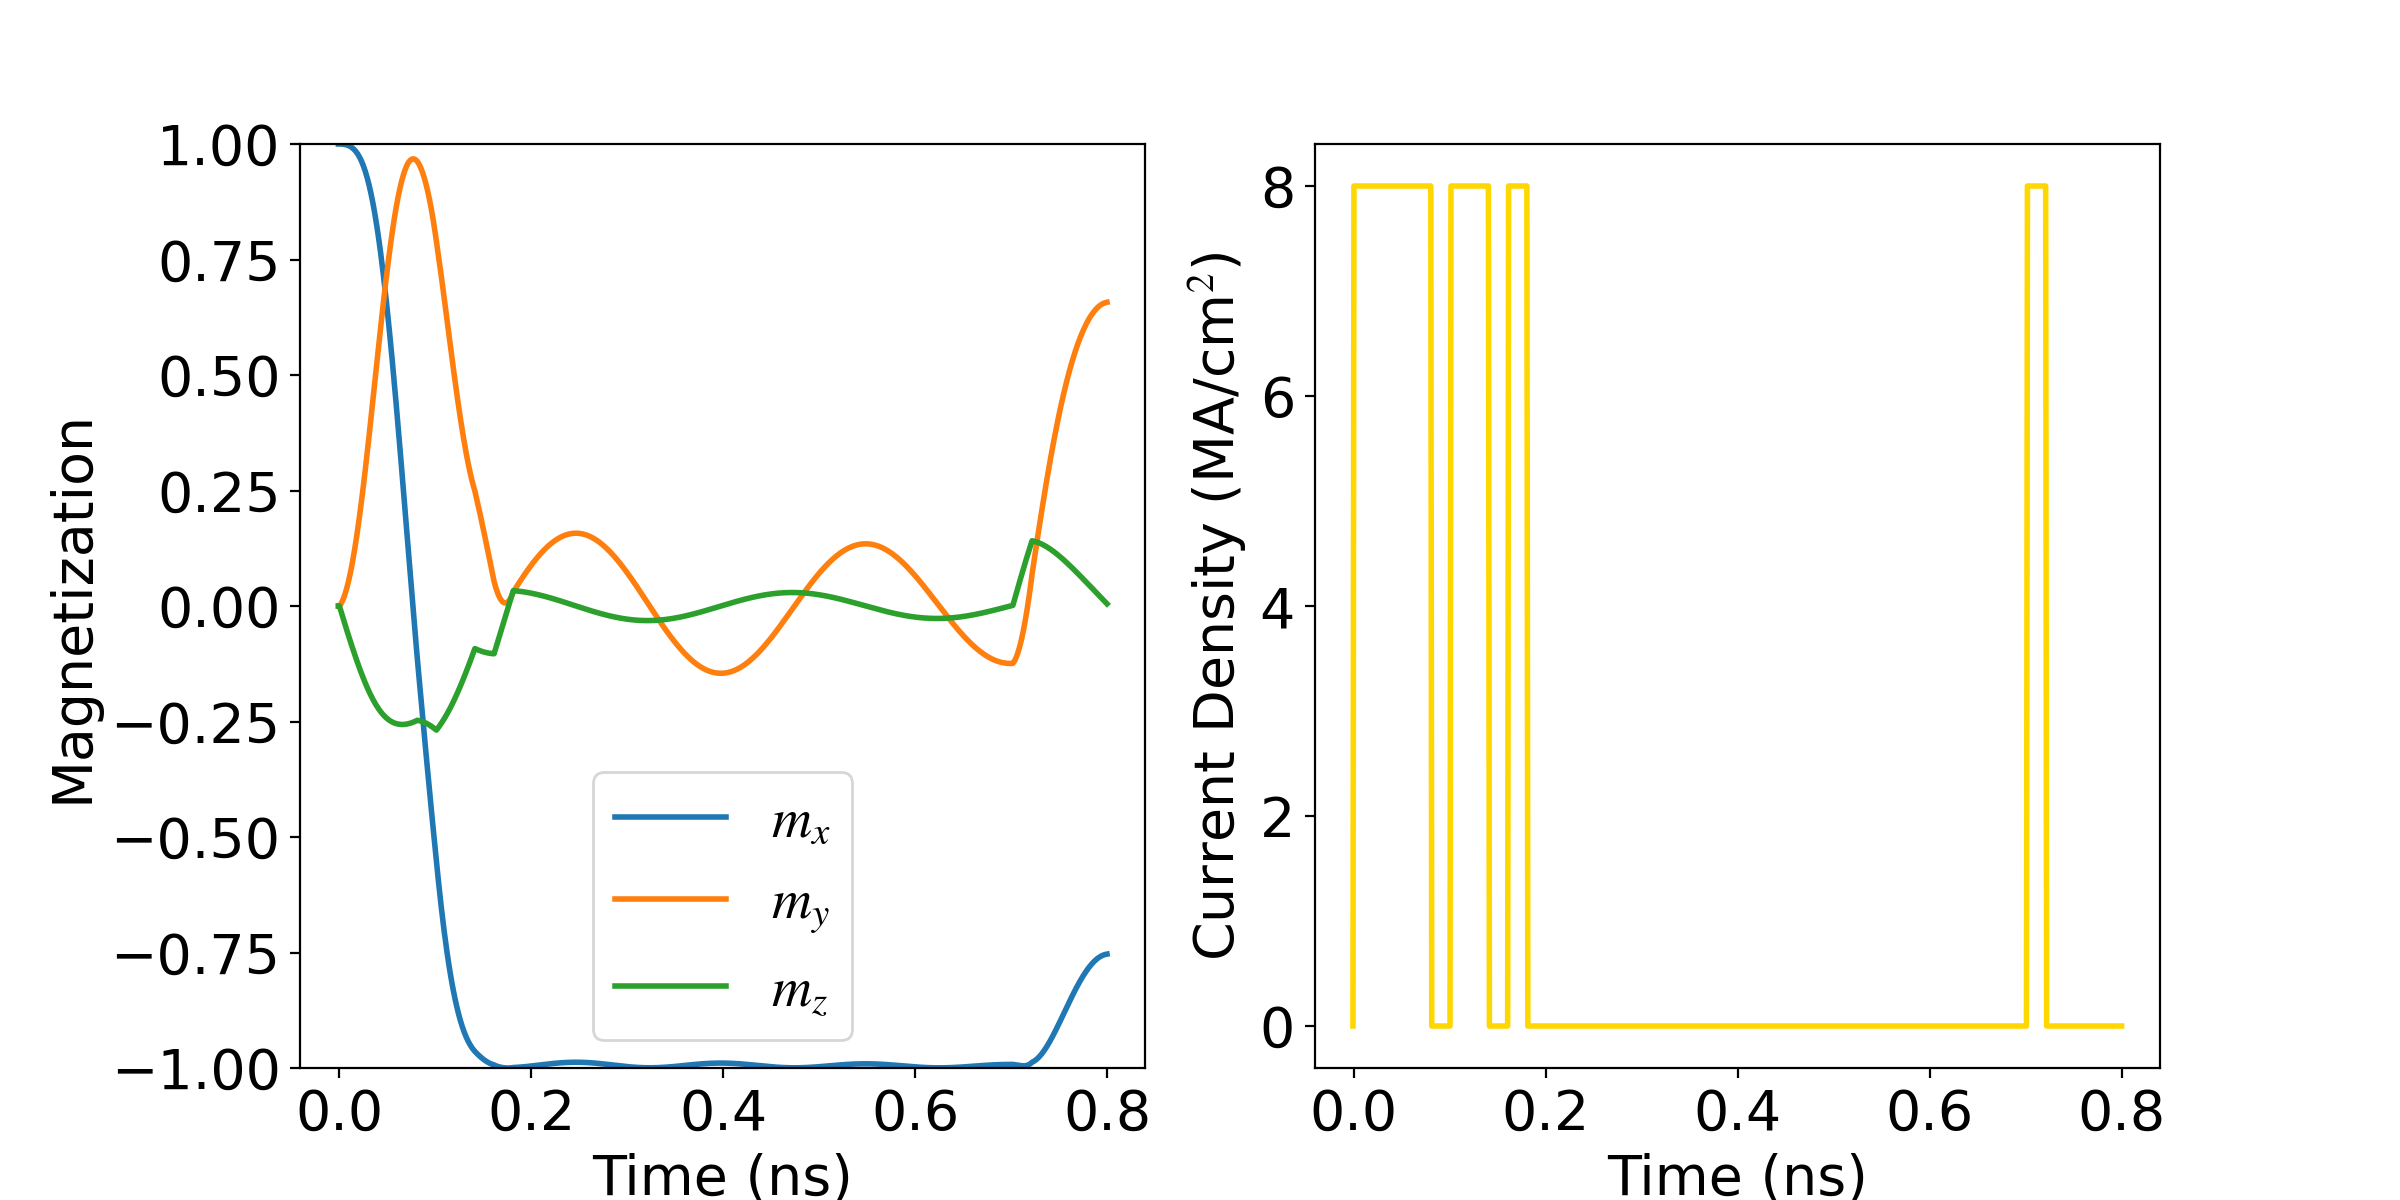 Magnetization
1.00
0.75
0.50
0.25
0.00
−0.25
−0.50
−0.75
−1.00
0.0 0.2 0.4 0.6 0.8
Time (ns)
m_x
m_y
m_z
Current Density (MA/cm²)
8
6
4
2
0
0.0 0.2 0.4 0.6 0.8
Time (ns)